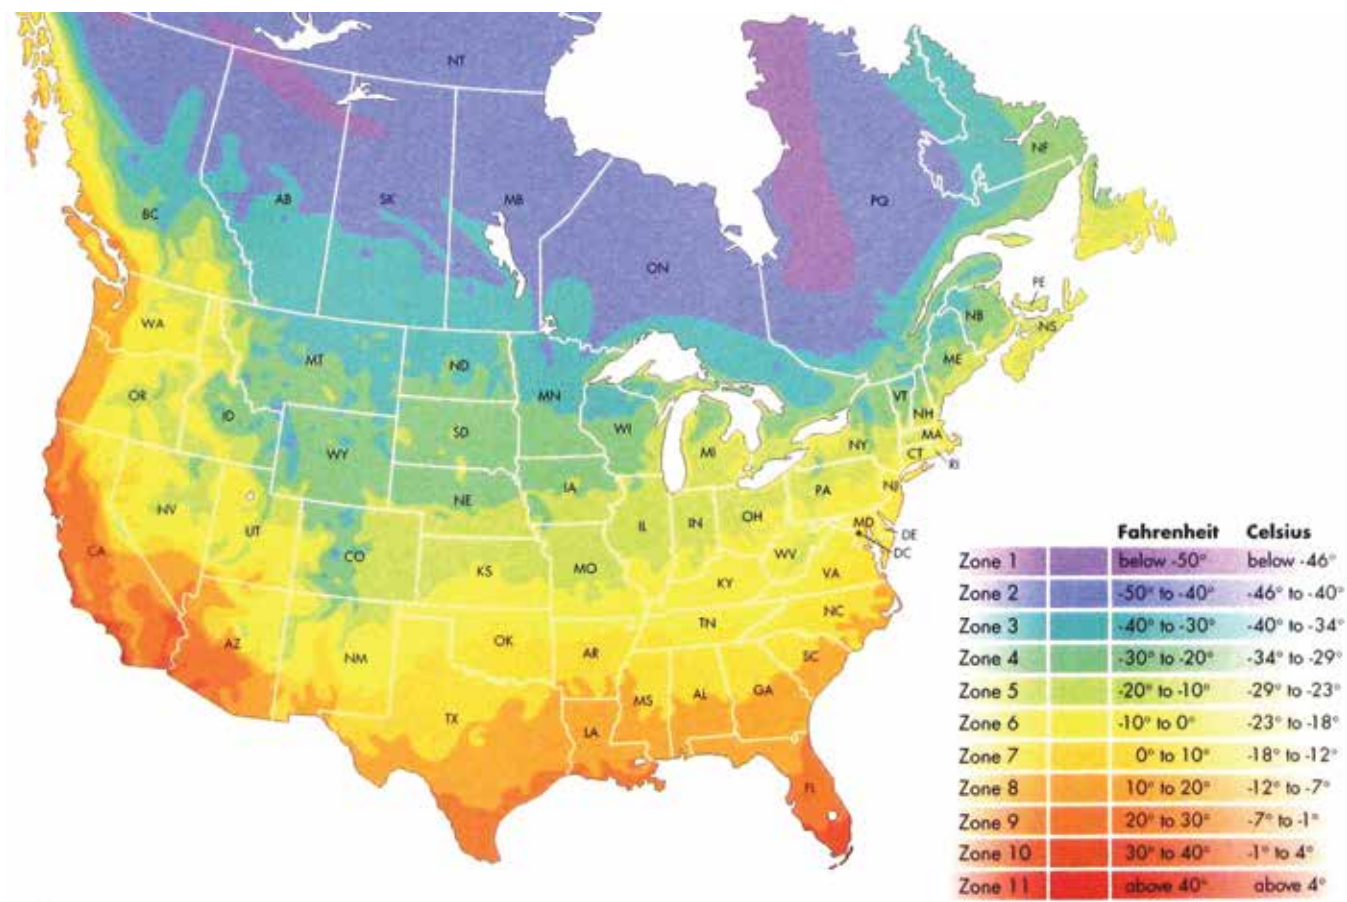 NT
NF
AB
SK
MB
PQ
BC
ON
PE
NB
NS
WA
MT
ND
ME
OR
ID
MN
VT
NH
WY
SD
WI
MI
NY
MA
CT
RI
NV
UT
NE
IA
IL
IN
OH
PA
NJ
MD
DE
DC
CA
CO
KS
MO
WV
KY
VA
AZ
NM
OK
AR
TN
NC
SC
TX
LA
MS
AL
GA
FL
Fahrenheit Celsius
Zone 1 below -50° below -46°
Zone 2 -50° to -40° -46° to -40°
Zone 3 -40° to -30° -40° to -34°
Zone 4 -30° to -20° -34° to -29°
Zone 5 -20° to -10° -29° to -23°
Zone 6 -10° to 0° -23° to -18°
Zone 7 0° to 10° -18° to -12°
Zone 8 10° to 20° -12° to -7°
Zone 9 20° to 30° -7° to -1°
Zone 10 30° to 40° -1° to 4°
Zone 11 above 40° above 4°